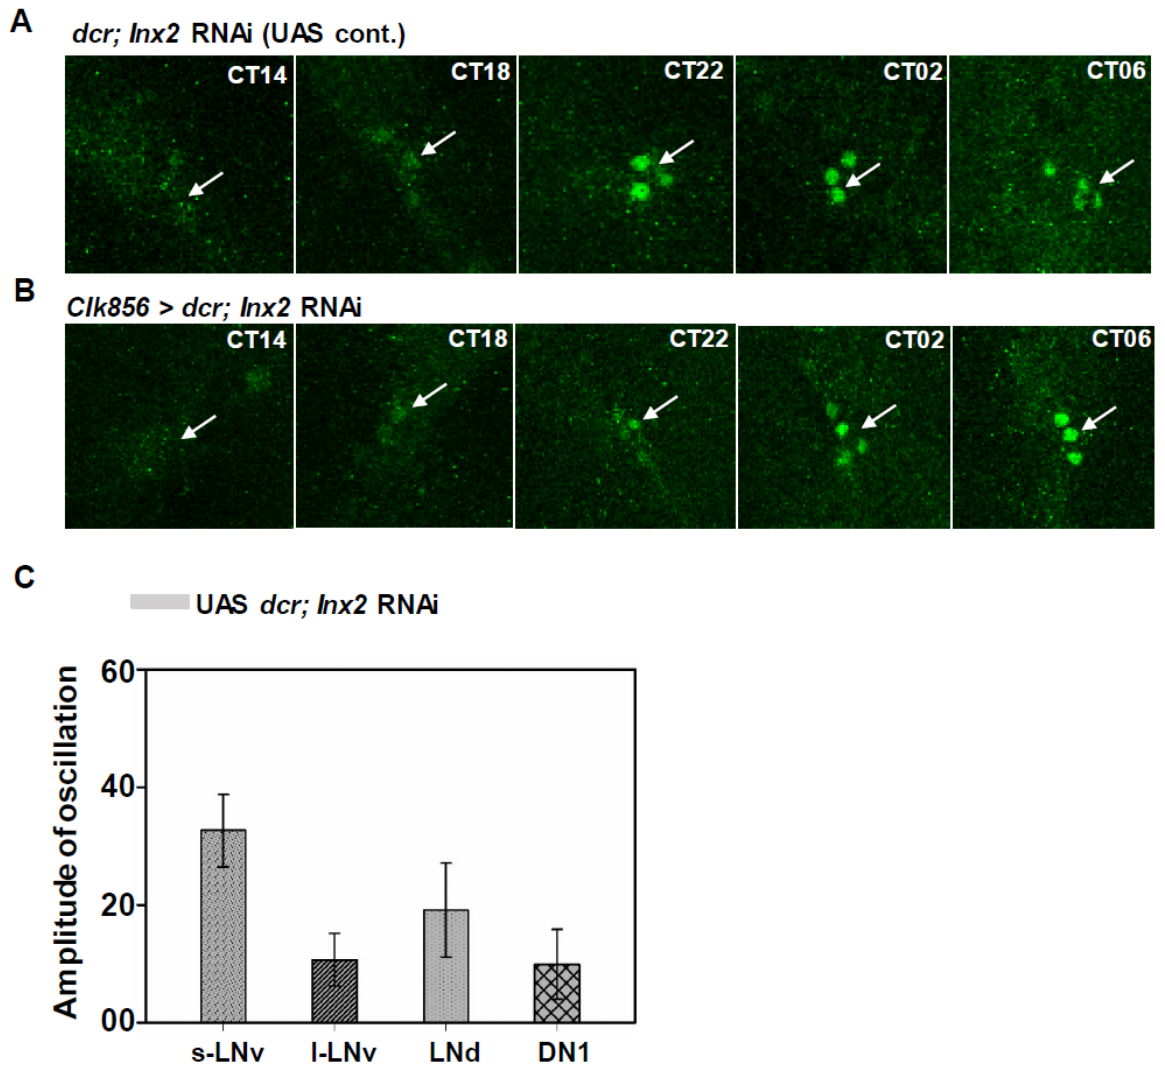 A
dcr; Inx2 RNAi (UAS cont.)
CT14 CT18 CT22 CT02 CT06
B
Clk856 > dcr; Inx2 RNAi
CT14 CT18 CT22 CT02 CT06
C
UAS dcr; Inx2 RNAi
Amplitude of oscillation
60
40
20
00
s-LNv l-LNv LNd DN1